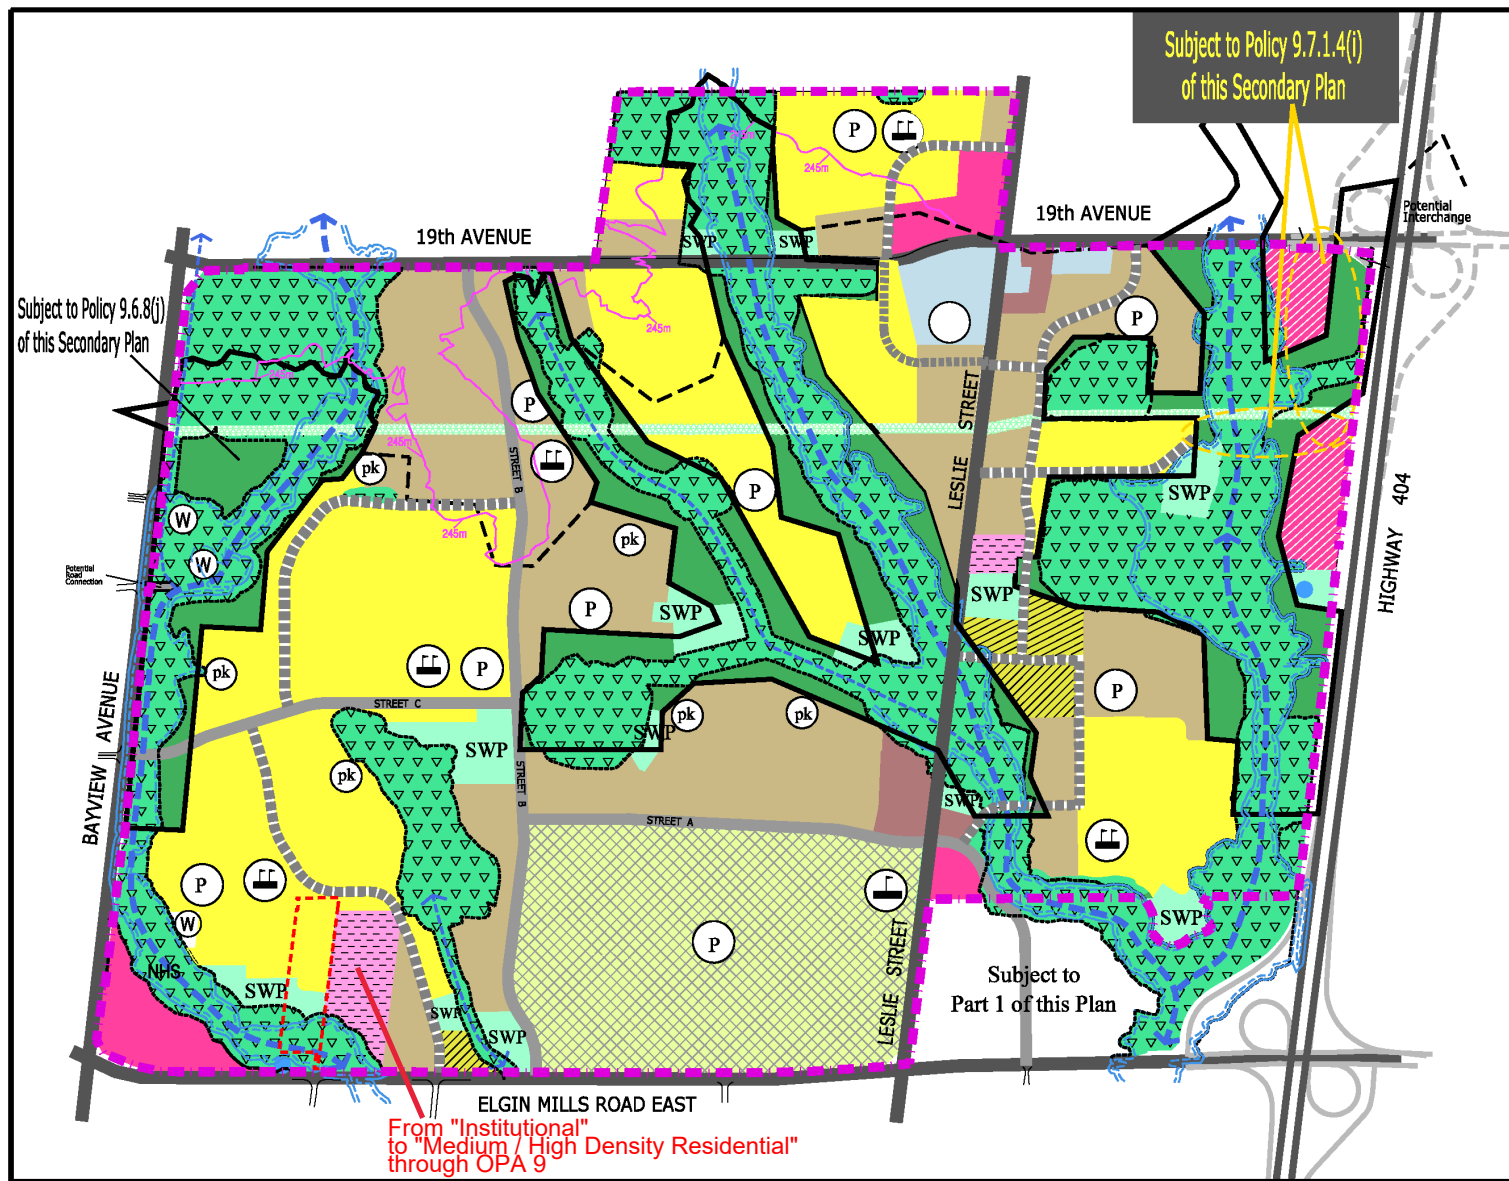 Subject to Policy 9.7.1.4(i)
of this Secondary Plan
P
245m
245m
19th AVENUE
19th AVENUE
Potential
Interchange
SWP
SWP
Subject to Policy 9.6.8(j)
of this Secondary Plan
P
245m
245m
P
245m
STREET B
LESLIE STREET
pk
P
SWP
HIGHWAY 404
W
245m
pk
W
Potential
Road
Connection
SWP
P
SWP
SWP
pk
P
P
STREET C
pk
pk
SWP
BAYVIEW AVENUE
SWP
pk
STREET B
SWP
STREET A
P
W
SWP
P
LESLIE STREET
NHS
SWP
Subject to
Part 1 of this Plan
SWP
SWP
ELGIN MILLS ROAD EAST
From "Institutional"
to "Medium / High Density Residential"
through OPA 9